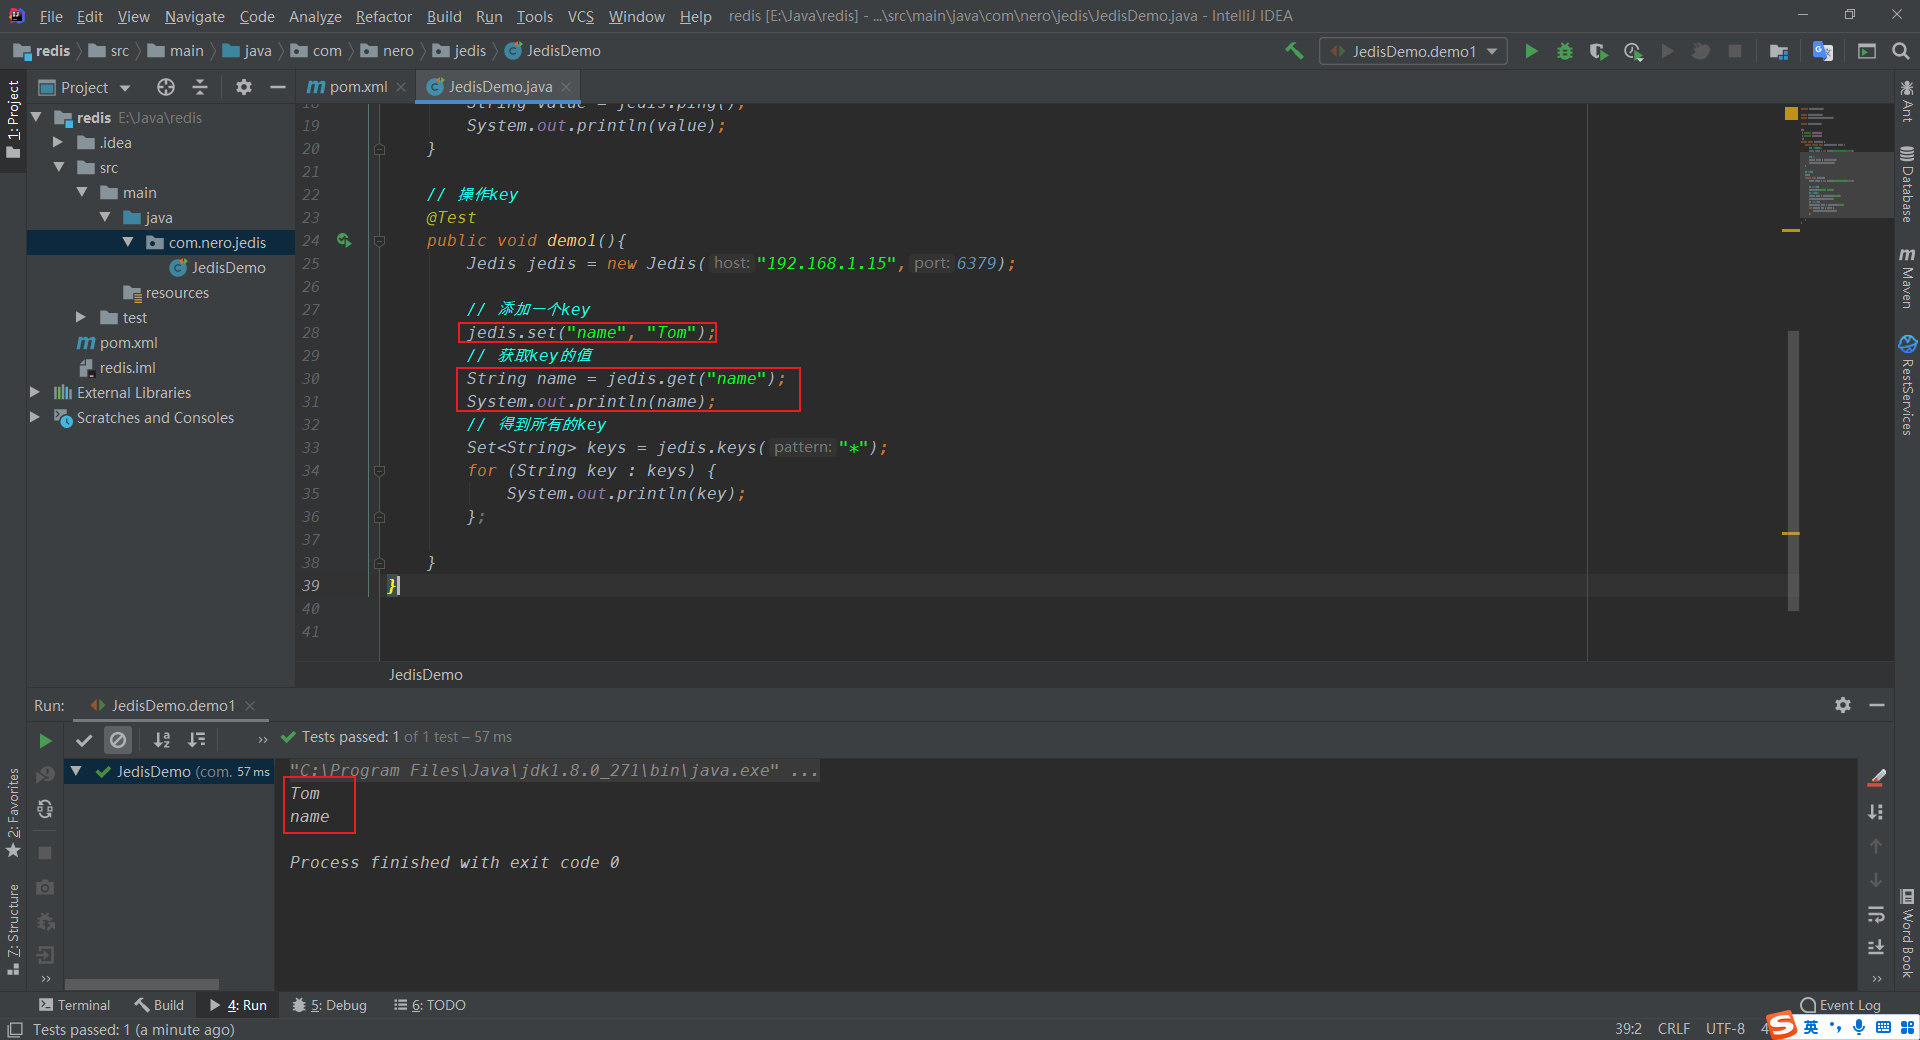 File Edit View Navigate Code Analyze Refactor Build Run Tools VCS Window Help redis [E:\Java\redis] - ...\src\main\java\com\nero\jedis\JedisDemo.java - IntelliJ IDEA
redis src main java com nero jedis JedisDemo JedisDemo.demo1
1: Project
Project
pom.xml JedisDemo.java
redis E:\Java\redis
.idea
src
main
java
com.nero.jedis
JedisDemo
resources
test
pom.xml
redis.iml
External Libraries
Scratches and Consoles
18 String value = jedis.ping();
19 System.out.println(value);
20 }
21
22 // 操作key
23 @Test
24 public void demo1(){
25 Jedis jedis = new Jedis( host: "192.168.1.15", port: 6379);
26
27 // 添加一个key
28 jedis.set("name", "Tom");
29 // 获取key的值
30 String name = jedis.get("name");
31 System.out.println(name);
32 // 得到所有的key
33 Set<String> keys = jedis.keys( pattern: "*");
34 for (String key : keys) {
35 System.out.println(key);
36 };
37
38 }
39 }
40
41
JedisDemo
Ant
Database
Maven
RestServices
Word Book
Run: JedisDemo.demo1
Tests passed: 1 of 1 test – 57 ms
JedisDemo (com. 57 ms
"C:\Program Files\Java\jdk1.8.0_271\bin\java.exe" ...
Tom
name
Process finished with exit code 0
2: Favorites
7: Structure
Terminal Build 4: Run 5: Debug 6: TODO Event Log
Tests passed: 1 (a minute ago) 39:2 CRLF UTF-8 4 英